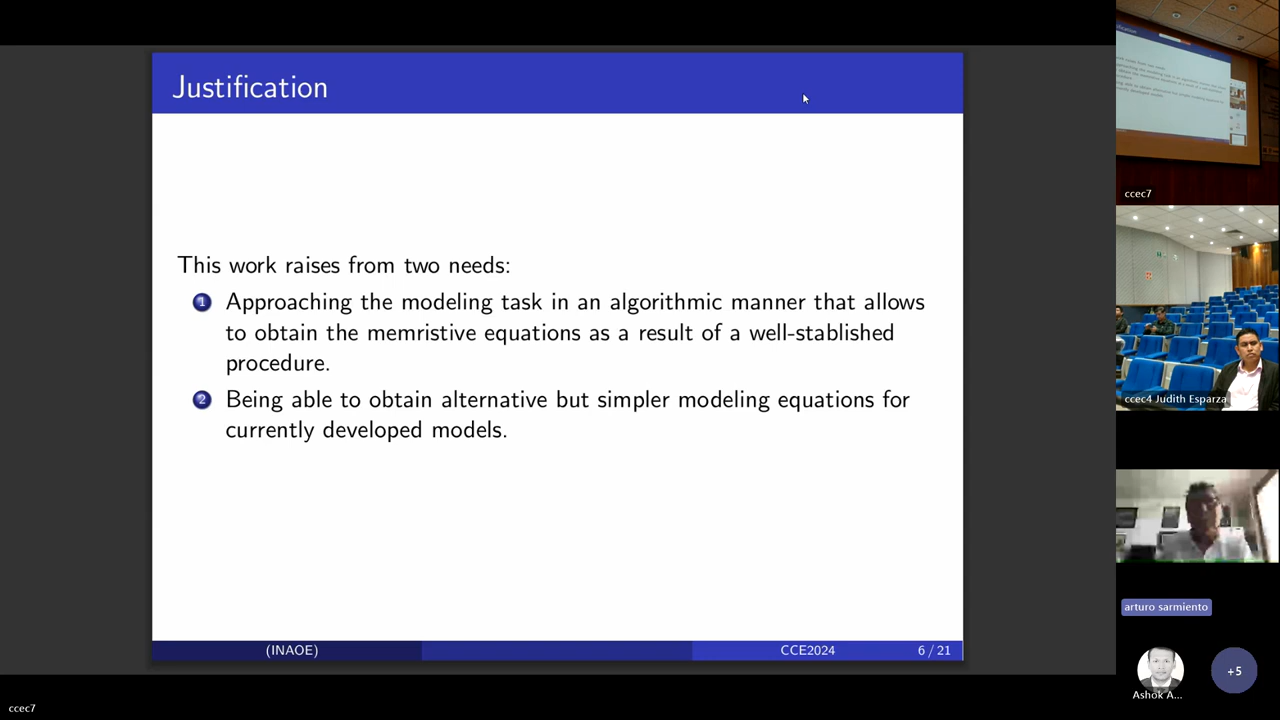 Justification
This work raises from two needs:
1 Approaching the modeling task in an algorithmic manner that allows
to obtain the memristive equations as a result of a well-stablished
procedure.
2 Being able to obtain alternative but simpler modeling equations for
currently developed models.
(INAOE)
CCE2024
6 / 21
ccec7
ccec4 Judith Esparza
arturo sarmiento
Ashok A...
+5
ccec7